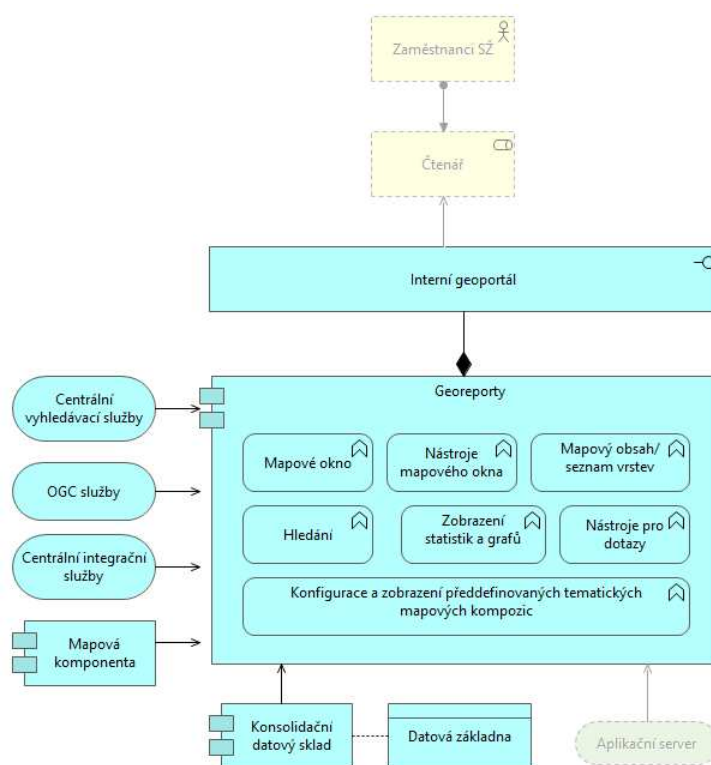 Zaměstnanci SŽ
Čtenář
Interní geoportál
Georeporty
Centrální
vyhledávací služby
OGC služby
Centrální integrační
služby
Mapová
komponenta
Mapové okno
Nástroje
mapového okna
Mapový obsah/
seznam vrstev
Hledání
Zobrazení
statistik a grafů
Nástroje pro
dotazy
Konfigurace a zobrazení předdefinovaných tematických
mapových kompozic
Konsolidační
datový sklad
Datová základna
Aplikační server